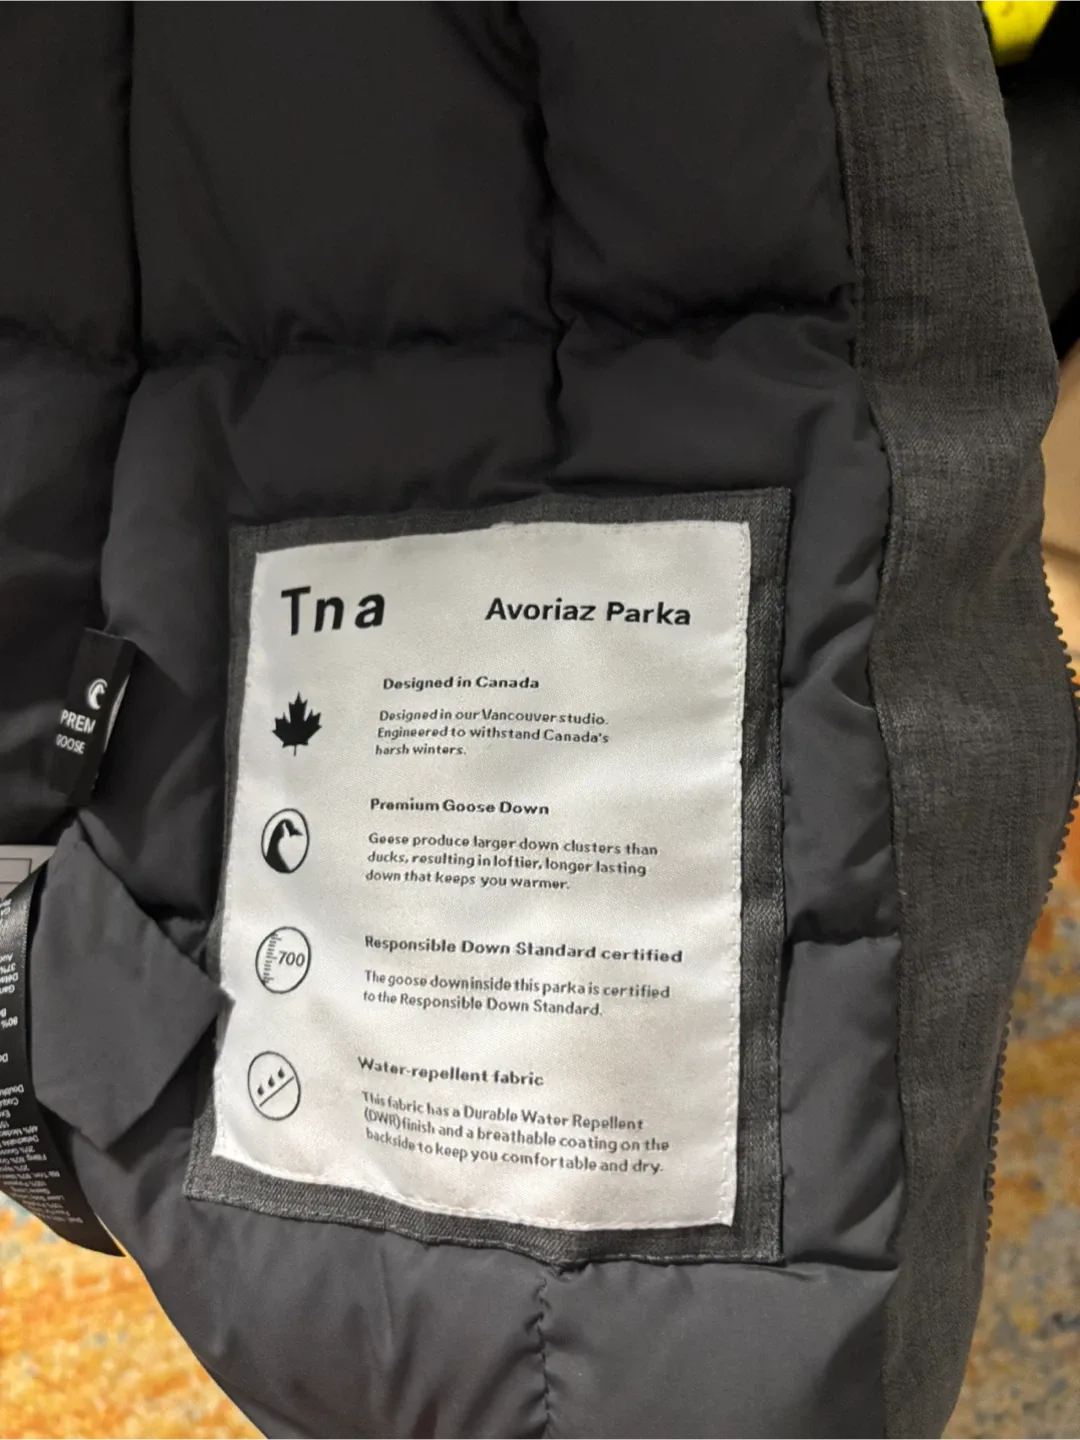 Tna
Avoriaz Parka
Designed in Canada
Designed in our Vancouver studio.
Engineered to withstand Canada's
harsh winters.
Premium Goose Down
Geese produce larger down clusters than
ducks, resulting in loftier, longer lasting
down that keeps you warmer.
700
Responsible Down Standard certified
The goose down inside this parka is certified
to the Responsible Down Standard.
Water-repellent fabric
This fabric has a Durable Water Repellent
(DWR) finish and a breathable coating on the
backside to keep you comfortable and dry.
PREM
GOOSE